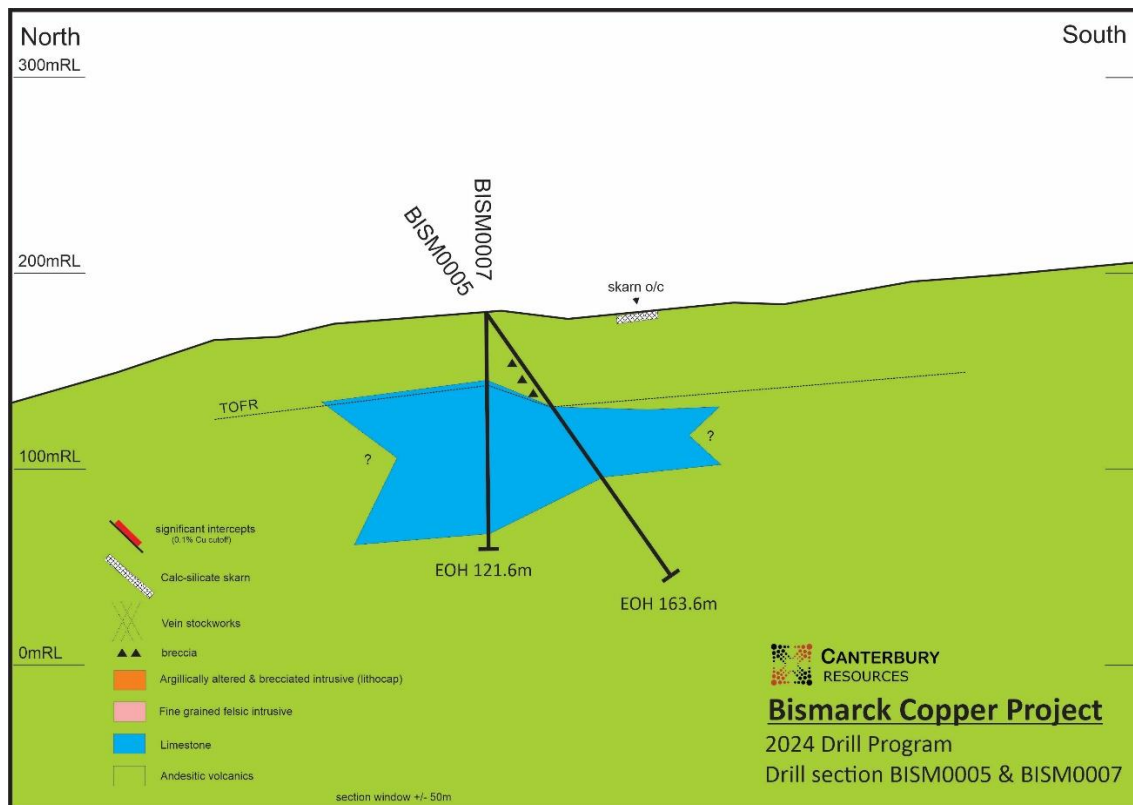 North
South
300mRL
BISM0005
BISM0007
200mRL
skarn o/c
TOFR
100mRL
?
?
significant intercepts
(0.1% Cu cutoff)
EOH 121.6m
Calc-silicate skarn
EOH 163.6m
Vein stockworks
0mRL
breccia
CANTERBURY
RESOURCES
Argillically altered & brecciated intrusive (lithocap)
Fine grained felsic intrusive
Bismarck Copper Project
Limestone
2024 Drill Program
Andesitic volcanics
Drill section BISM0005 & BISM0007
section window +/- 50m